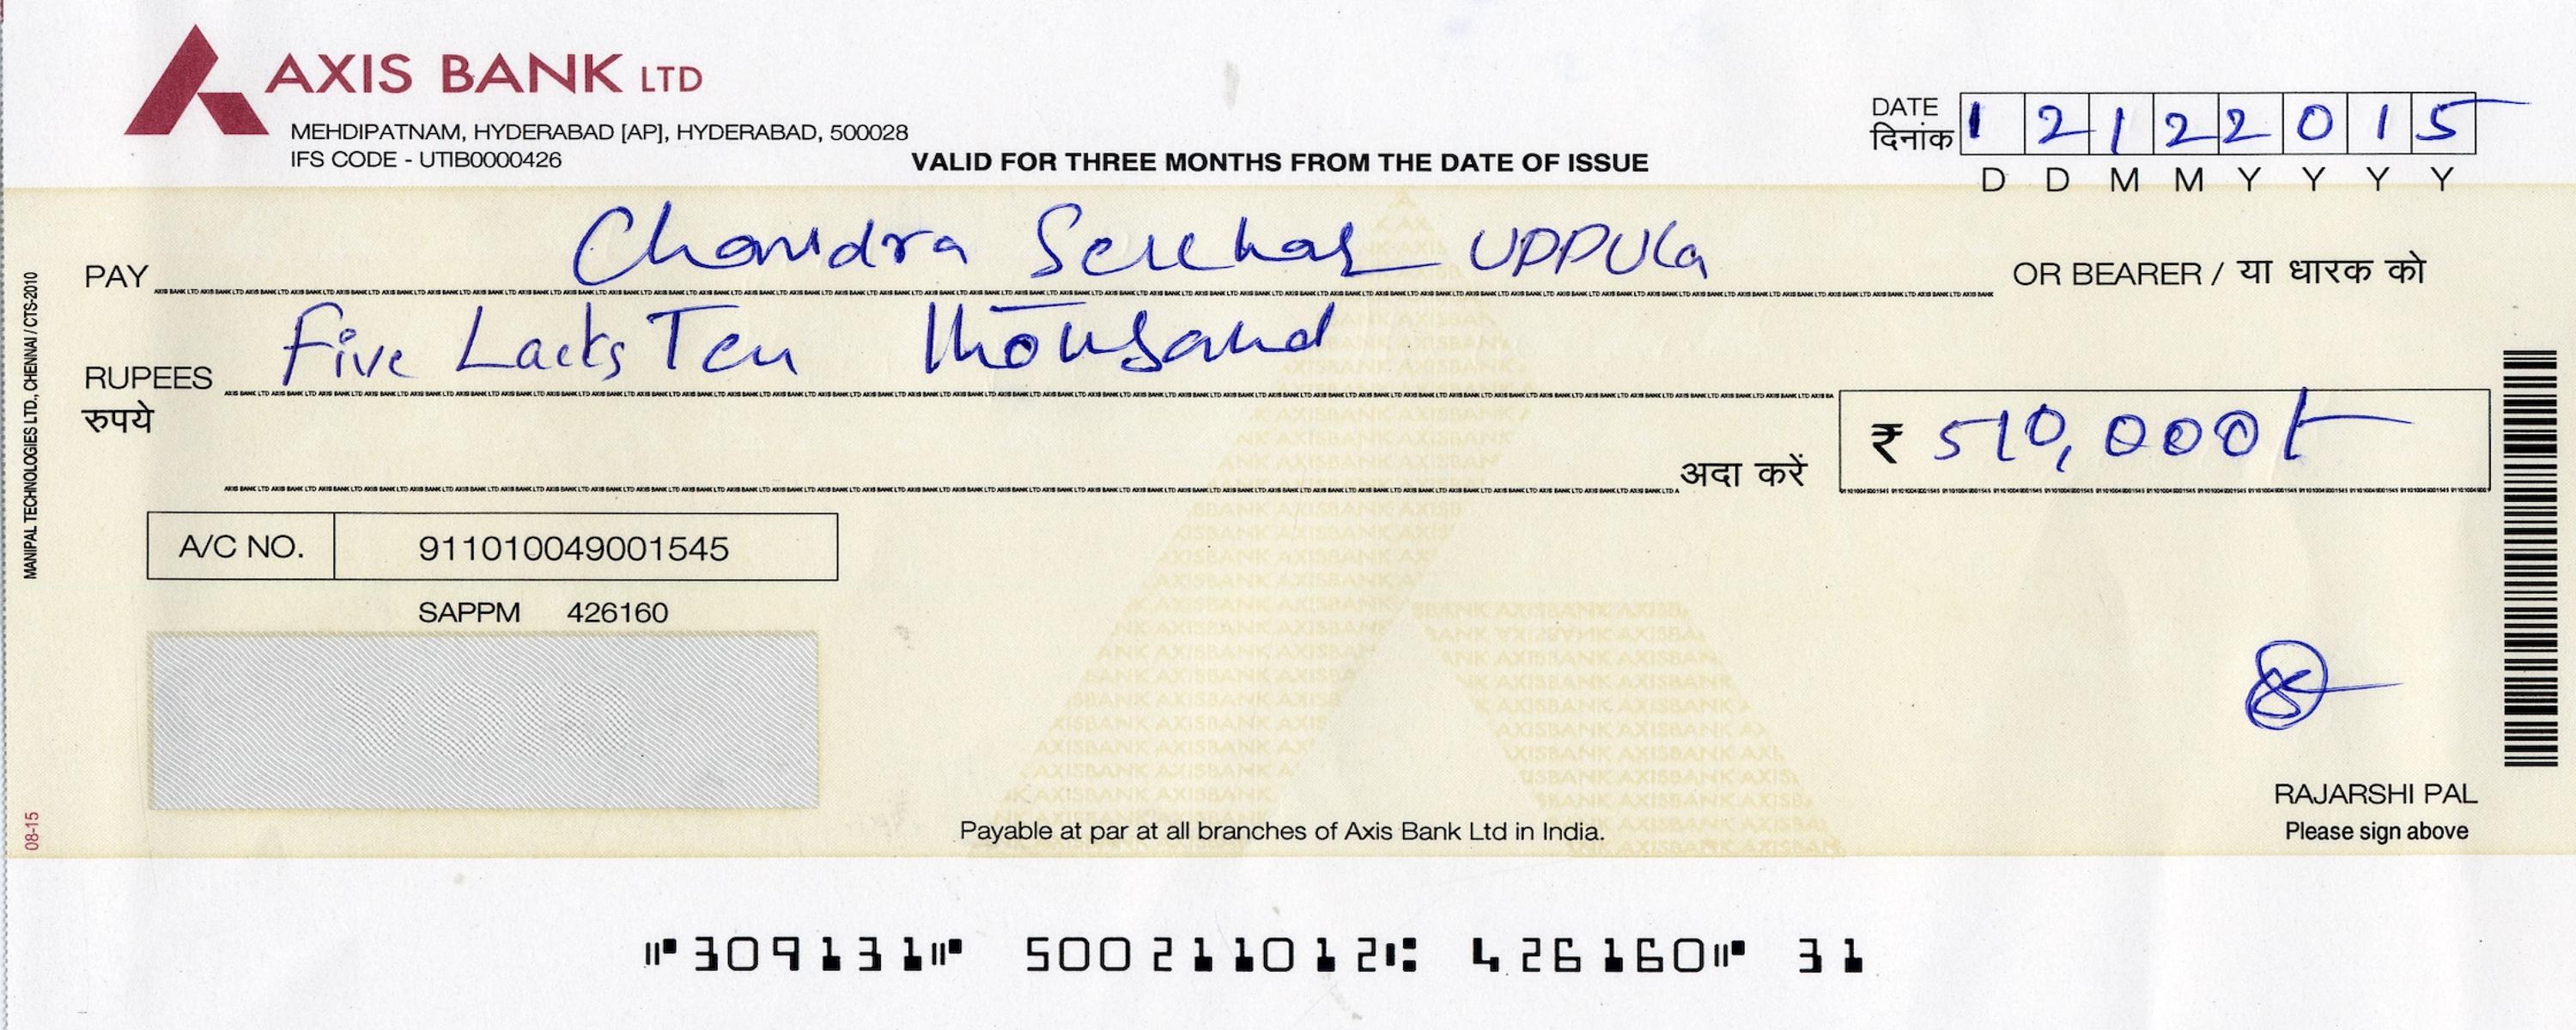 AXIS BANK LTD
MEHDIPATNAM, HYDERABAD [AP], HYDERABAD, 500028
IFS CODE - UTIB0000426
VALID FOR THREE MONTHS FROM THE DATE OF ISSUE
DATE
दिनांक
1 2 1 2 2 0 1 5
D D M M Y Y Y Y
PAY Chandra Sekhar UPPULa OR BEARER / या धारक को
RUPEES Five Lacks Ten Thousand
रुपये
अदा करें ₹ 510,000/-
A/C NO. 911010049001545
SAPPM 426160
RAJARSHI PAL
Please sign above
Payable at par at all branches of Axis Bank Ltd in India.
MANIPAL TECHNOLOGIES LTD., CHENNAI / CTS-2010
08-15
⑈309131⑈ 500211012⑆ 426160⑈ 31